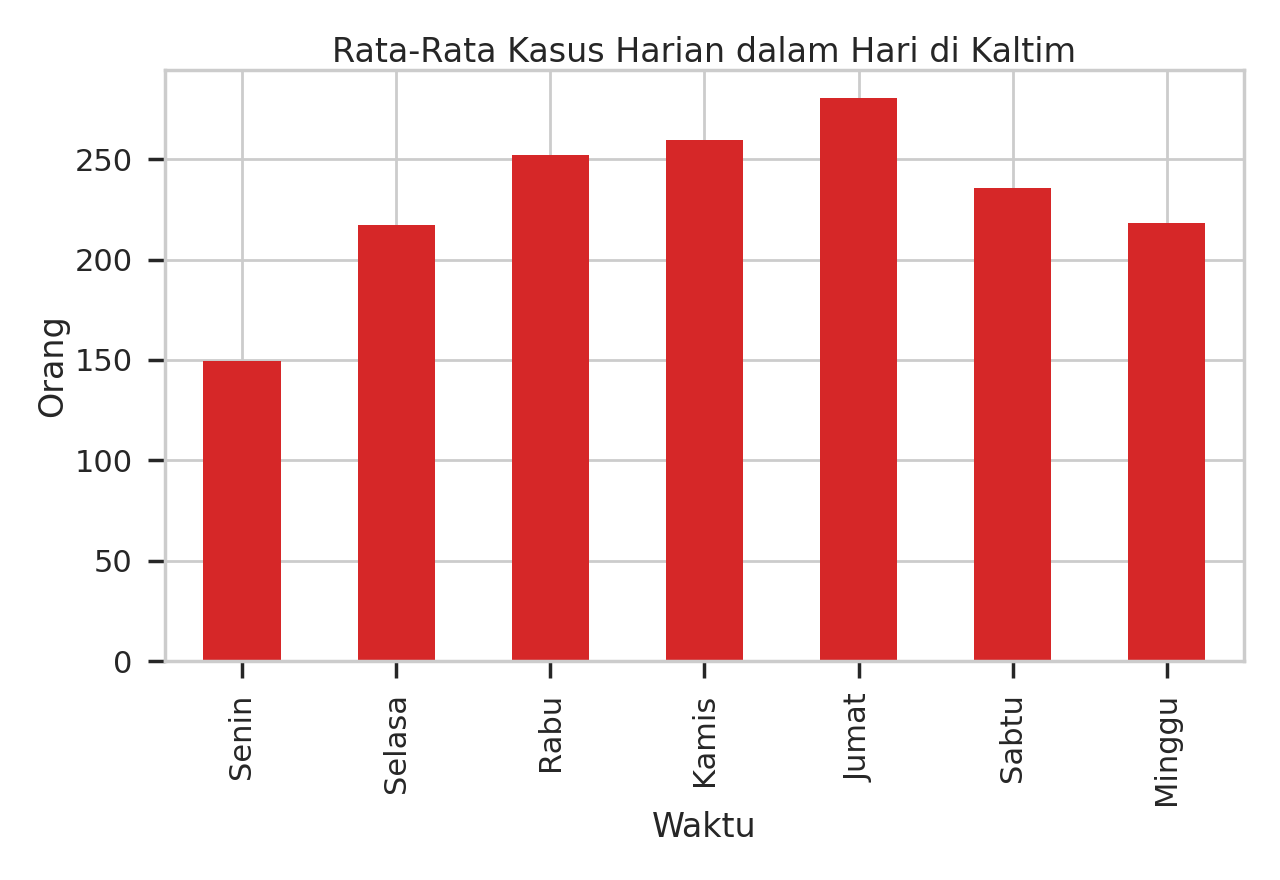 Rata-Rata Kasus Harian dalam Hari di Kaltim
Orang
250
200
150
100
50
0
Senin
Selasa
Rabu
Kamis
Jumat
Sabtu
Minggu
Waktu